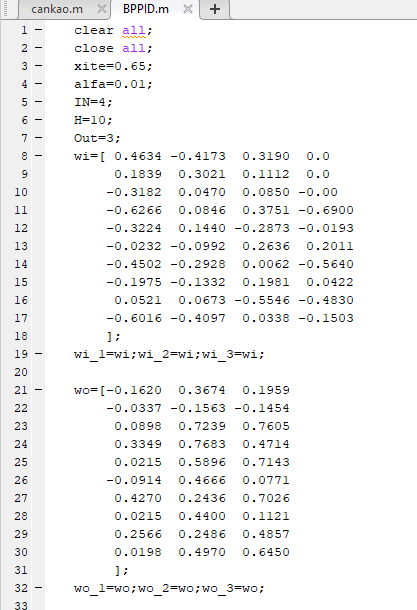 cankao.m × BPPID.m × +
1 — clear all;
2 — close all;
3 — xite=0.65;
4 — alfa=0.01;
5 — IN=4;
6 — H=10;
7 — Out=3;
8 — wi=[ 0.4634 -0.4173 0.3190 0.0
9 0.1839 0.3021 0.1112 0.0
10 -0.3182 0.0470 0.0850 -0.00
11 -0.6266 0.0846 0.3751 -0.6900
12 -0.3224 0.1440 -0.2873 -0.0193
13 -0.0232 -0.0992 0.2636 0.2011
14 -0.4502 -0.2928 0.0062 -0.5640
15 -0.1975 -0.1332 0.1981 0.0422
16 0.0521 0.0673 -0.5546 -0.4830
17 -0.6016 -0.4097 0.0338 -0.1503
18 ];
19 — wi_1=wi;wi_2=wi;wi_3=wi;
20
21 — wo=[-0.1620 0.3674 0.1959
22 -0.0337 -0.1563 -0.1454
23 0.0898 0.7239 0.7605
24 0.3349 0.7683 0.4714
25 0.0215 0.5896 0.7143
26 -0.0914 0.4666 0.0771
27 0.4270 0.2436 0.7026
28 0.0215 0.4400 0.1121
29 0.2566 0.2486 0.4857
30 0.0198 0.4970 0.6450
31 ];
32 — wo_1=wo;wo_2=wo;wo_3=wo;
33